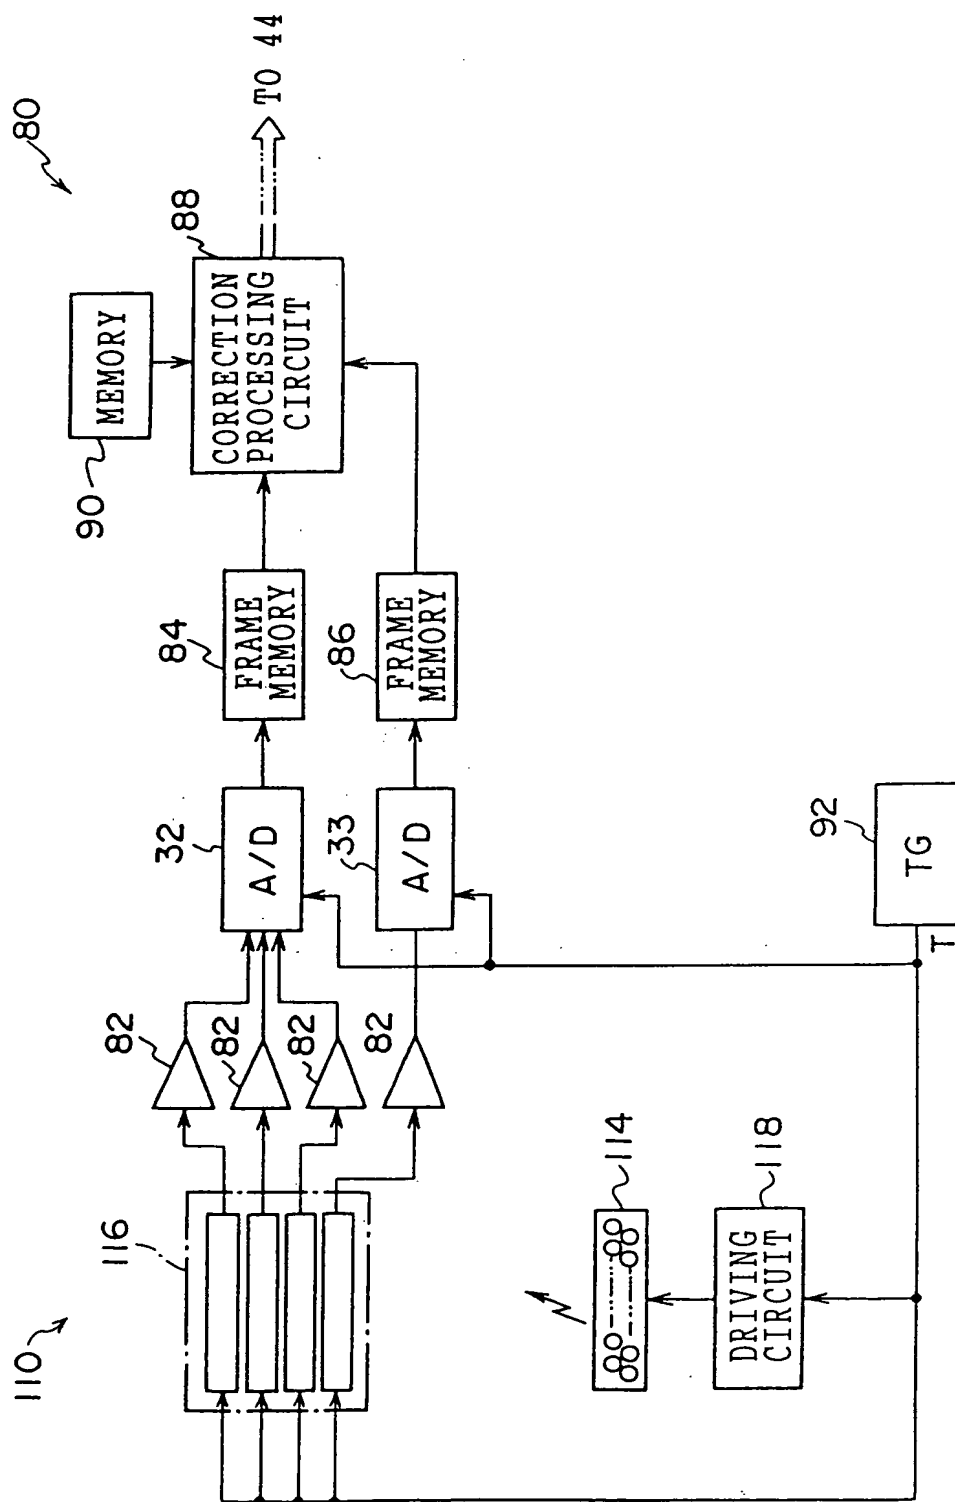 80
TO 44
88
CORRECTION
PROCESSING
CIRCUIT
MEMORY
90
84
FRAME
MEMORY
86
FRAME
MEMORY
32
A/D
33
A/D
92
TG
T
82
82
82
82
116
110
114
118
DRIVING
CIRCUIT